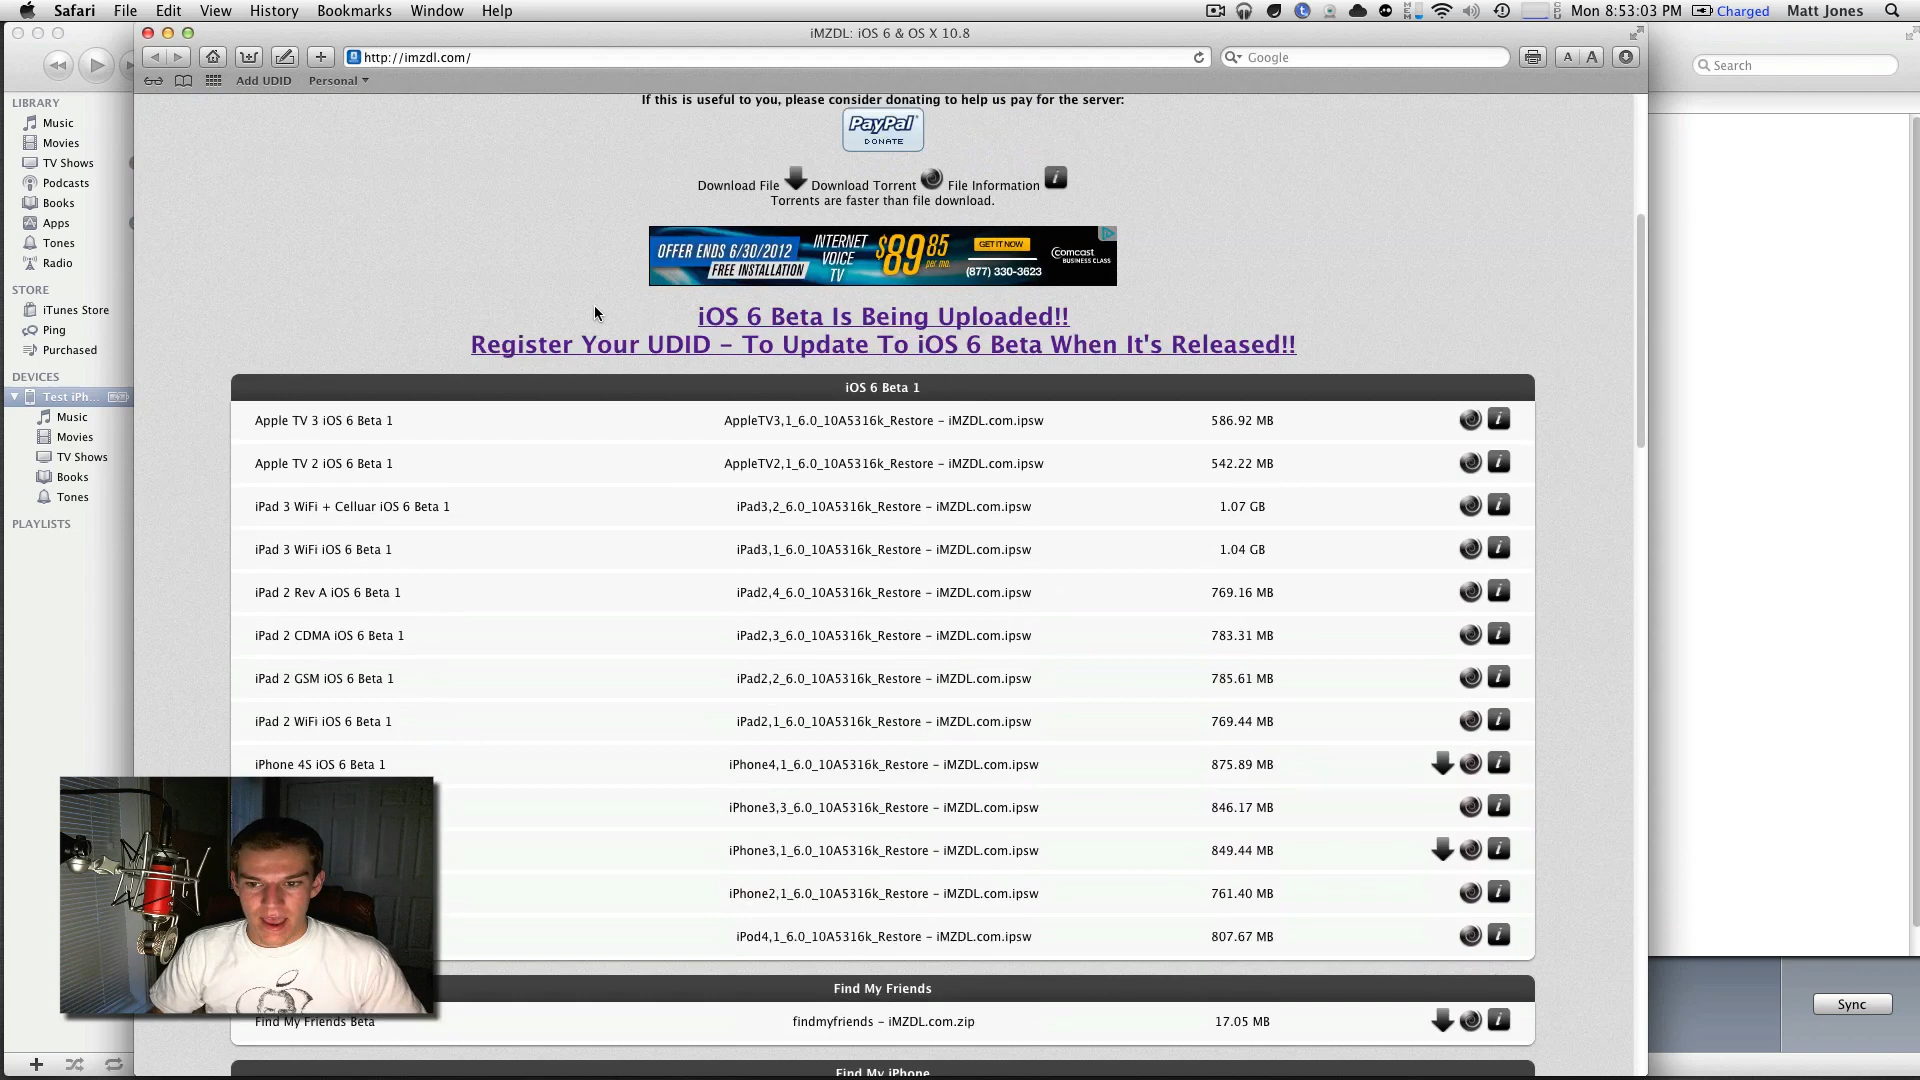 Safari File Edit View History Bookmarks Window Help Mon 8:53:03 PM Charged Matt Jones
iMZDL: iOS 6 & OS X 10.8
http://imzdl.com/ Google A A
Search
Add UDID Personal
LIBRARY
Music
Movies
TV Shows
Podcasts
Books
Apps
Tones
Radio
STORE
iTunes Store
Ping
Purchased
DEVICES
Test iPh...
Music
Movies
TV Shows
Books
Tones
PLAYLISTS
If this is useful to you, please consider donating to help us pay for the server:
PayPal
DONATE
Download File Download Torrent File Information i
Torrents are faster than file download.
OFFER ENDS 6/30/2012
FREE INSTALLATION
INTERNET
VOICE
TV
$89.85
per mo.
GET IT NOW
(877) 330-3623
COMCAST
BUSINESS CLASS
iOS 6 Beta Is Being Uploaded!!
Register Your UDID - To Update To iOS 6 Beta When It's Released!!
iOS 6 Beta 1
Apple TV 3 iOS 6 Beta 1 AppleTV3,1_6.0_10A5316k_Restore - iMZDL.com.ipsw 586.92 MB i
Apple TV 2 iOS 6 Beta 1 AppleTV2,1_6.0_10A5316k_Restore - iMZDL.com.ipsw 542.22 MB i
iPad 3 WiFi + Celluar iOS 6 Beta 1 iPad3,2_6.0_10A5316k_Restore - iMZDL.com.ipsw 1.07 GB i
iPad 3 WiFi iOS 6 Beta 1 iPad3,1_6.0_10A5316k_Restore - iMZDL.com.ipsw 1.04 GB i
iPad 2 Rev A iOS 6 Beta 1 iPad2,4_6.0_10A5316k_Restore - iMZDL.com.ipsw 769.16 MB i
iPad 2 CDMA iOS 6 Beta 1 iPad2,3_6.0_10A5316k_Restore - iMZDL.com.ipsw 783.31 MB i
iPad 2 GSM iOS 6 Beta 1 iPad2,2_6.0_10A5316k_Restore - iMZDL.com.ipsw 785.61 MB i
iPad 2 WiFi iOS 6 Beta 1 iPad2,1_6.0_10A5316k_Restore - iMZDL.com.ipsw 769.44 MB i
iPhone 4S iOS 6 Beta 1 iPhone4,1_6.0_10A5316k_Restore - iMZDL.com.ipsw 875.89 MB i
iPhone3,3_6.0_10A5316k_Restore - iMZDL.com.ipsw 846.17 MB i
iPhone3,1_6.0_10A5316k_Restore - iMZDL.com.ipsw 849.44 MB i
iPhone2,1_6.0_10A5316k_Restore - iMZDL.com.ipsw 761.40 MB i
iPod4,1_6.0_10A5316k_Restore - iMZDL.com.ipsw 807.67 MB i
Find My Friends
Find My Friends Beta findmyfriends - iMZDL.com.zip 17.05 MB i
Find My iPhone
Sync